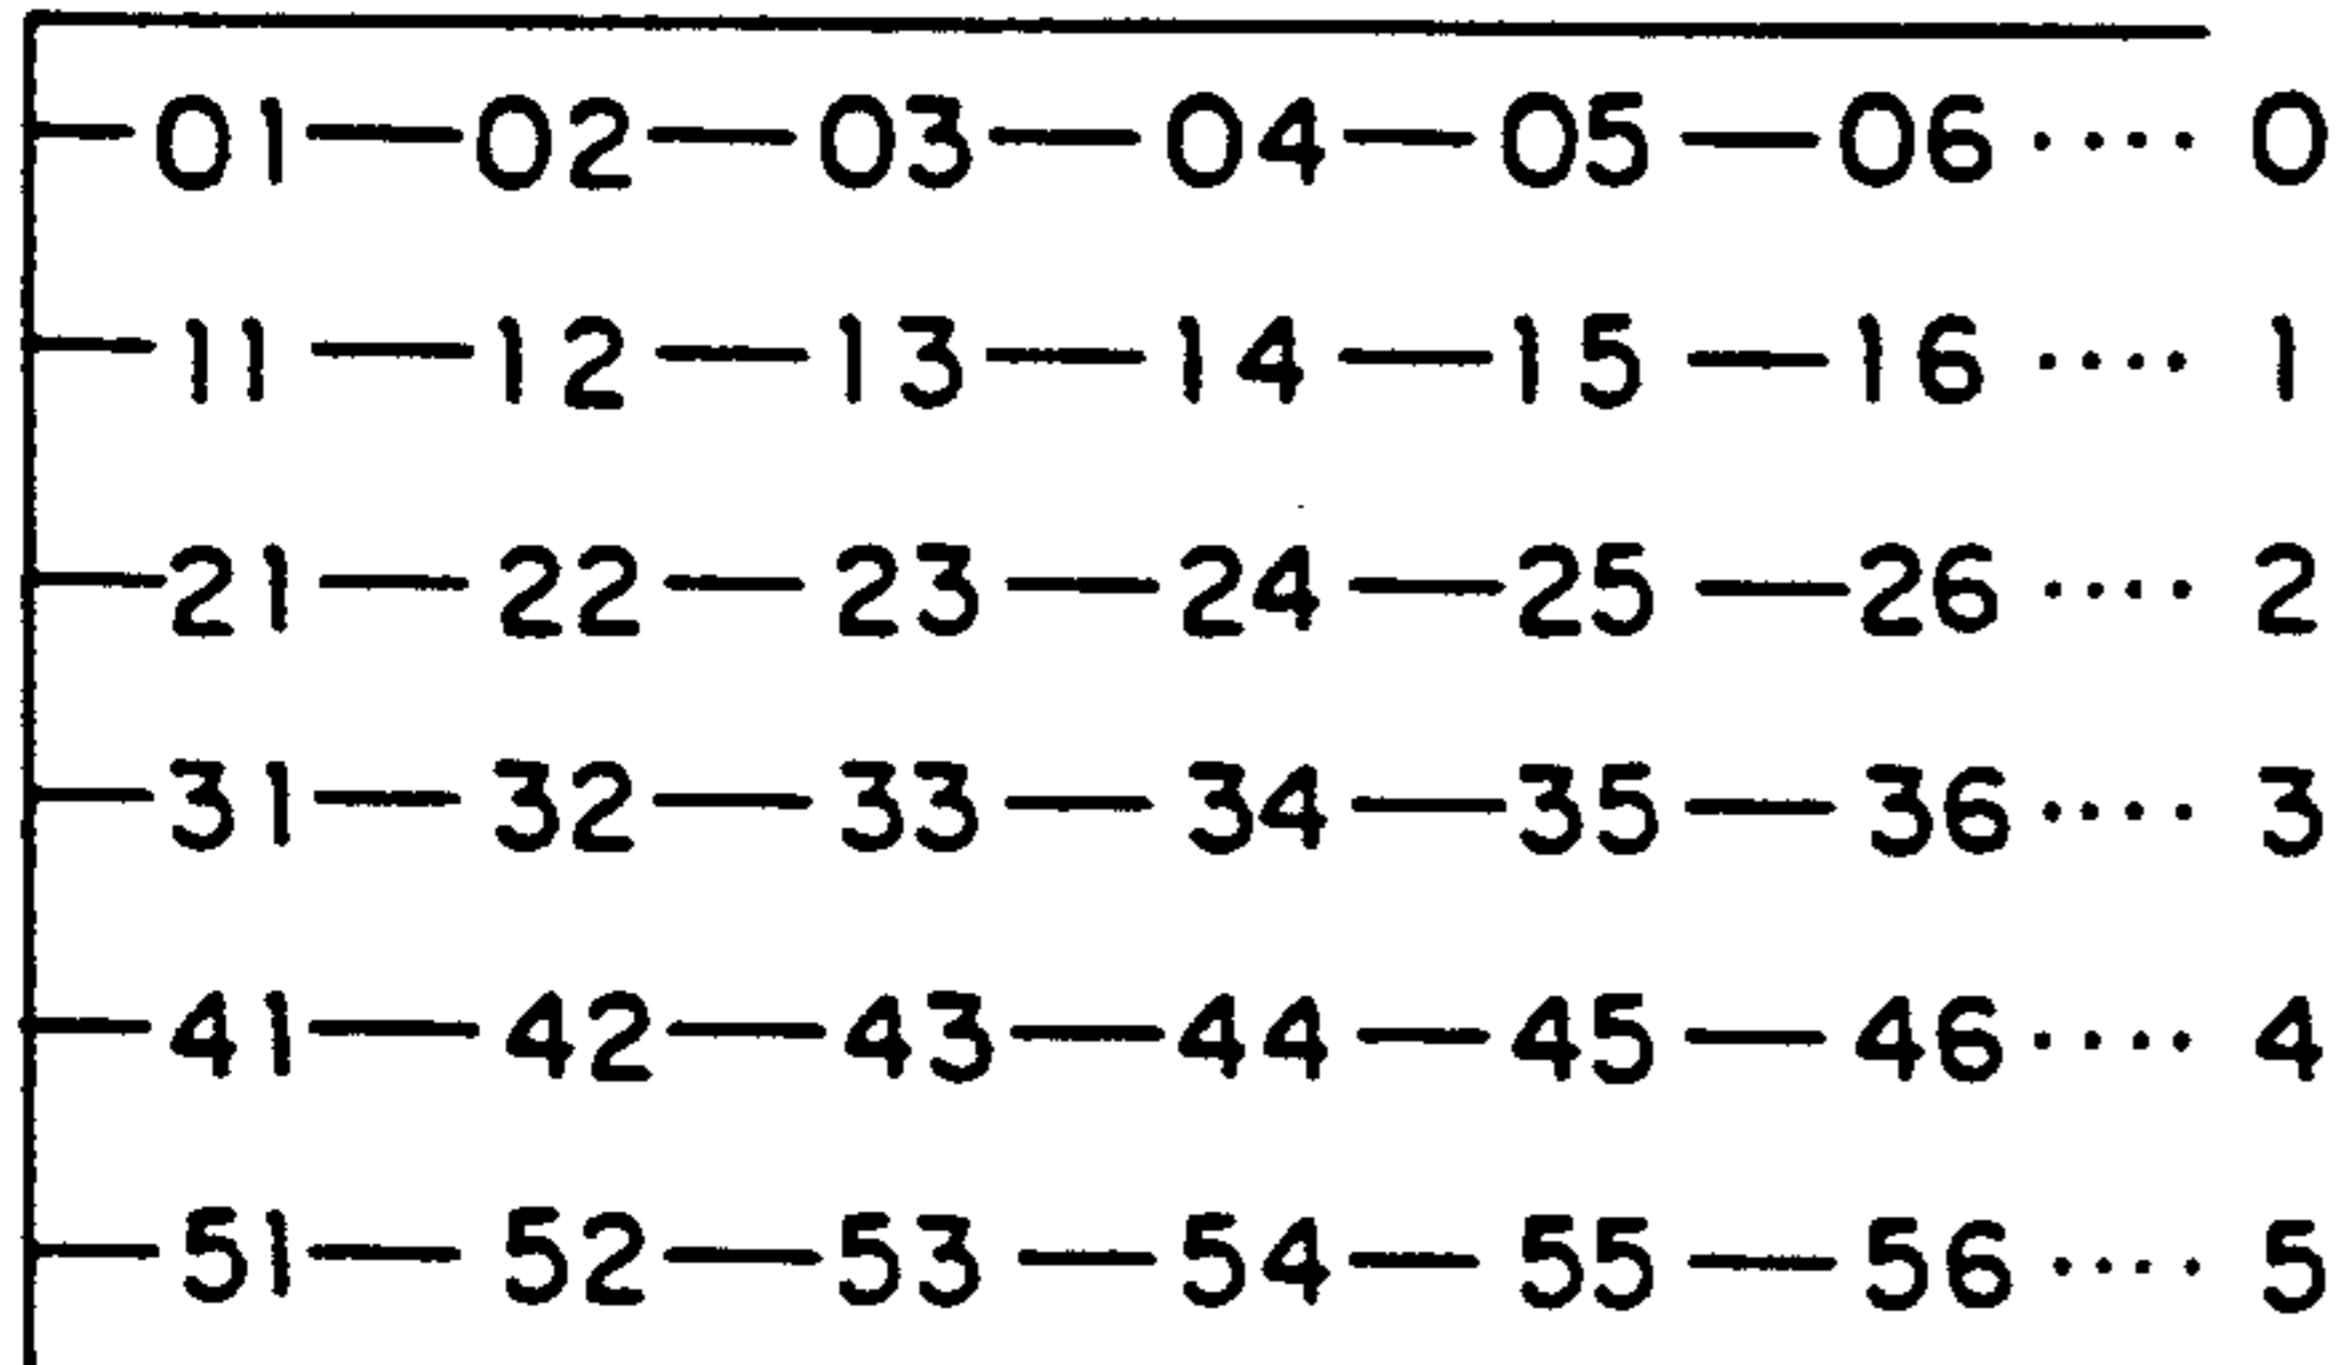 01—02—03—04—05—06 .... 0
11—12—13—14—15—16 .... 1
21—22—23—24—25—26 .... 2
31—32—33—34—35—36 .... 3
41—42—43—44—45—46 .... 4
51—52—53—54—55—56 .... 5